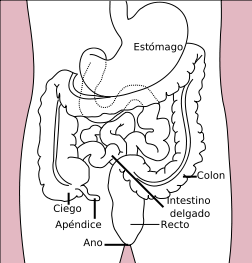 Estómago
Colon
Intestino
delgado
Ciego
Apéndice
Recto
Ano